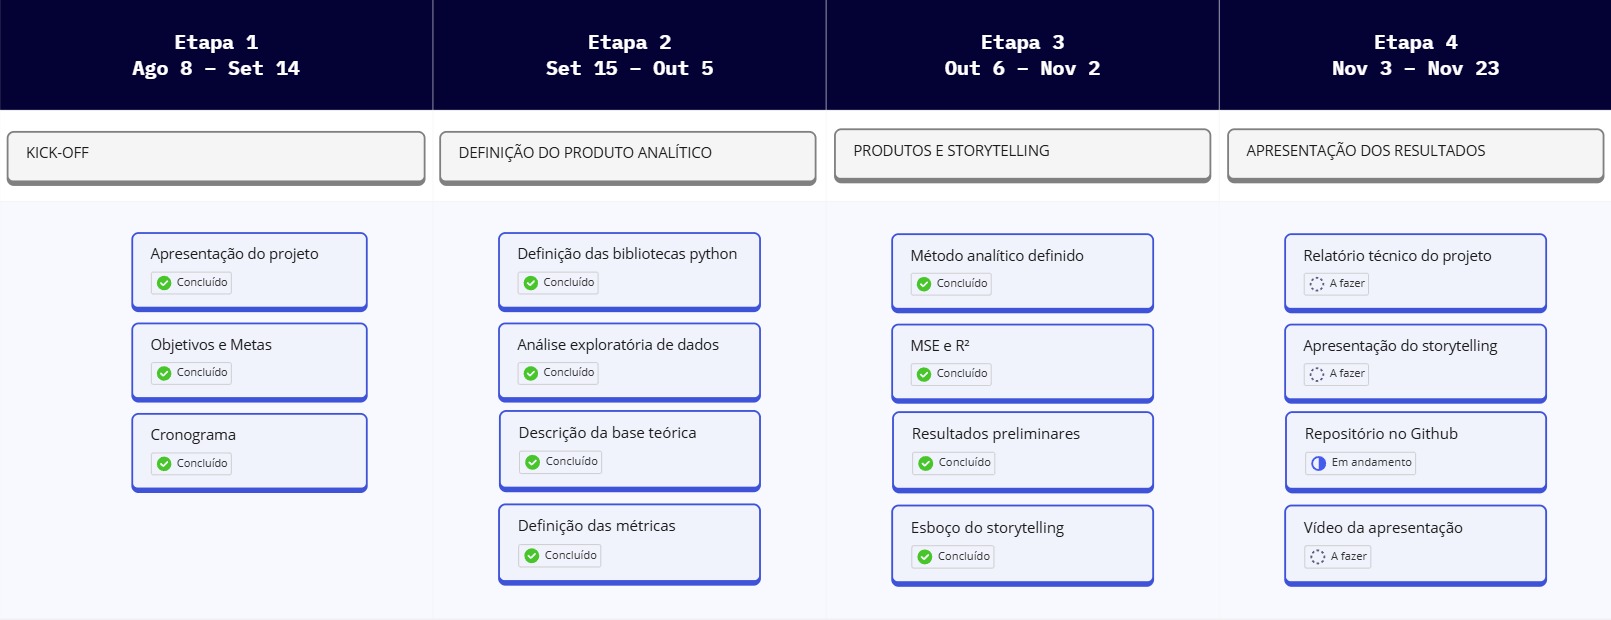 Etapa 1
Ago 8 – Set 14
Etapa 2
Set 15 – Out 5
Etapa 3
Out 6 – Nov 2
Etapa 4
Nov 3 – Nov 23
KICK-OFF
DEFINIÇÃO DO PRODUTO ANALÍTICO
PRODUTOS E STORYTELLING
APRESENTAÇÃO DOS RESULTADOS
Apresentação do projeto
Concluído
Objetivos e Metas
Concluído
Cronograma
Concluído
Definição das bibliotecas python
Concluído
Análise exploratória de dados
Concluído
Descrição da base teórica
Concluído
Definição das métricas
Concluído
Método analítico definido
Concluído
MSE e R²
Concluído
Resultados preliminares
Concluído
Esboço do storytelling
Concluído
Relatório técnico do projeto
A fazer
Apresentação do storytelling
A fazer
Repositório no Github
Em andamento
Vídeo da apresentação
A fazer